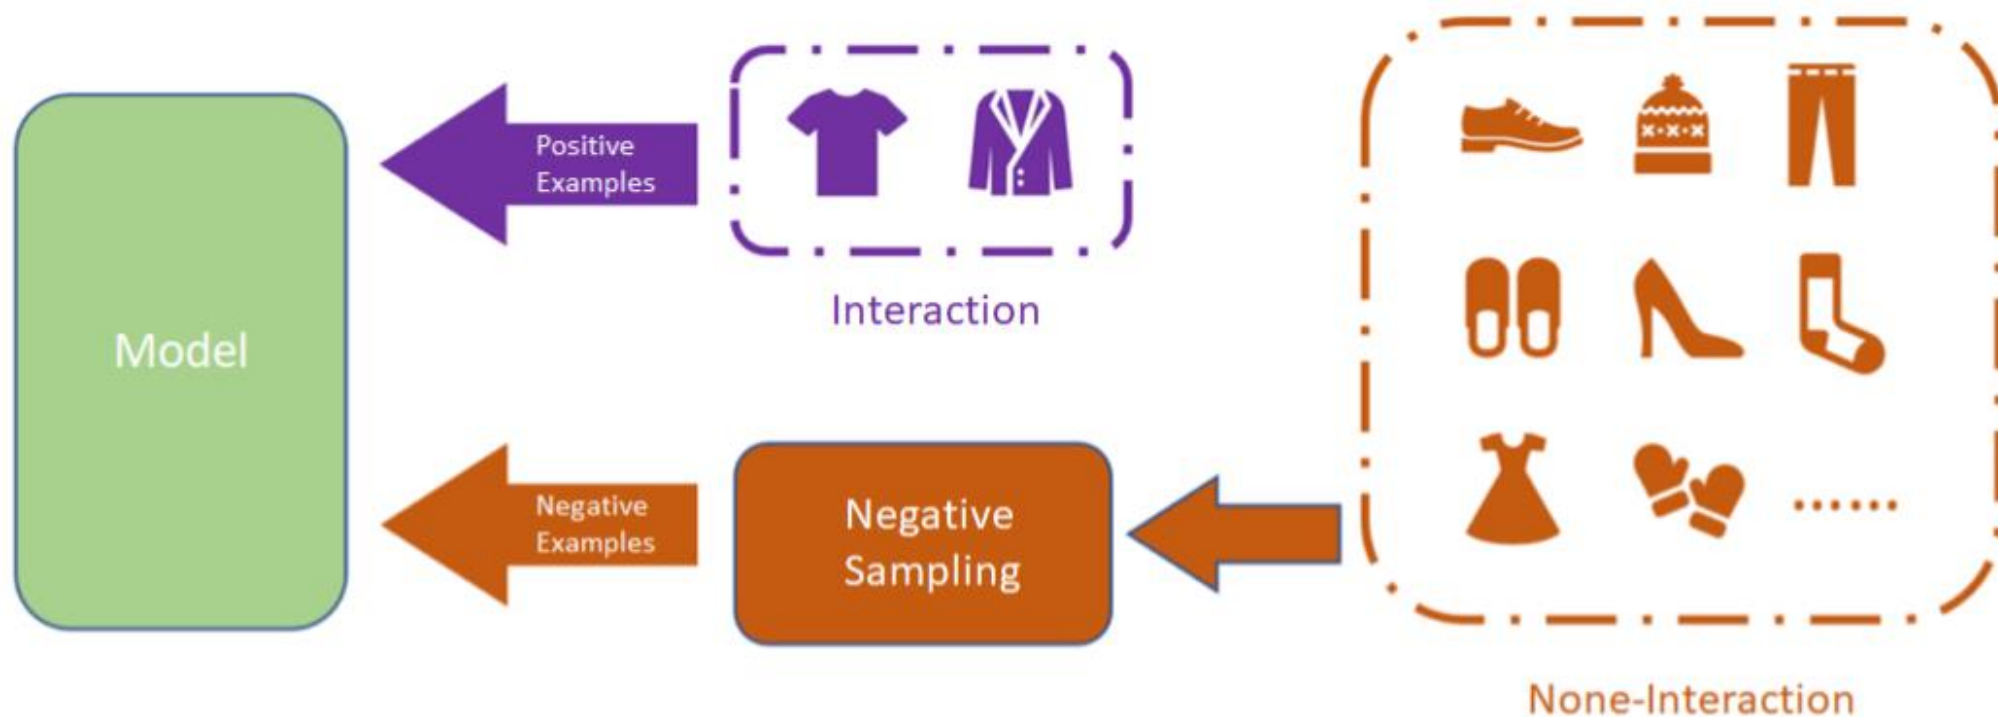 Positive
Examples
Interaction
Model
Negative
Examples
Negative
Sampling
......
None-Interaction